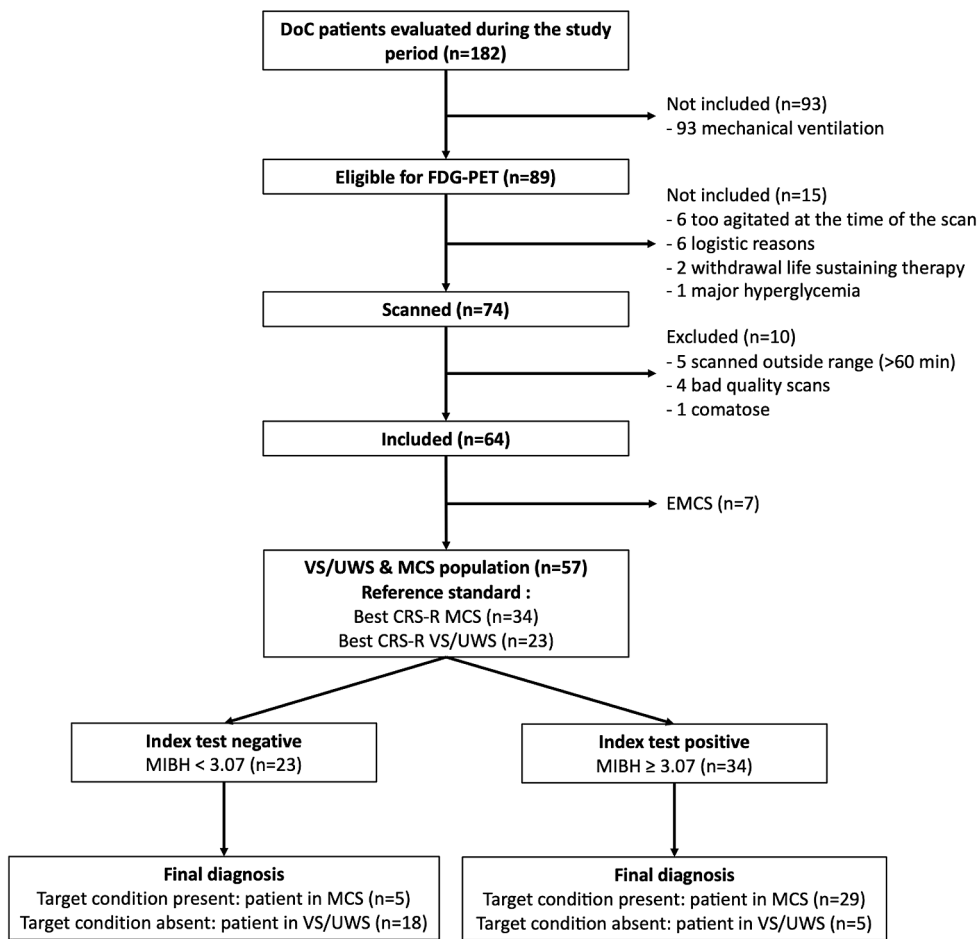 DoC patients evaluated during the study
period (n=182)
Not included (n=93)
- 93 mechanical ventilation
Eligible for FDG-PET (n=89)
Not included (n=15)
- 6 too agitated at the time of the scan
- 6 logistic reasons
- 2 withdrawal life sustaining therapy
- 1 major hyperglycemia
Scanned (n=74)
Excluded (n=10)
- 5 scanned outside range (>60 min)
- 4 bad quality scans
- 1 comatose
Included (n=64)
EMCS (n=7)
VS/UWS & MCS population (n=57)
Reference standard :
Best CRS-R MCS (n=34)
Best CRS-R VS/UWS (n=23)
Index test negative
MIBH < 3.07 (n=23)
Index test positive
MIBH ≥ 3.07 (n=34)
Final diagnosis
Target condition present: patient in MCS (n=5)
Target condition absent: patient in VS/UWS (n=18)
Final diagnosis
Target condition present: patient in MCS (n=29)
Target condition absent: patient in VS/UWS (n=5)